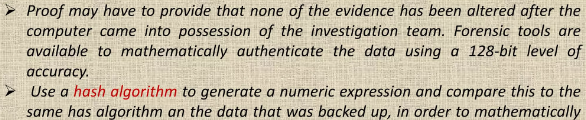 ➢ Proof may have to provide that none of the evidence has been altered after the
computer came into possession of the investigation team. Forensic tools are
available to mathematically authenticate the data using a 128-bit level of
accuracy.
➢ Use a hash algorithm to generate a numeric expression and compare this to the
same has algorithm an the data that was backed up, in order to mathematically